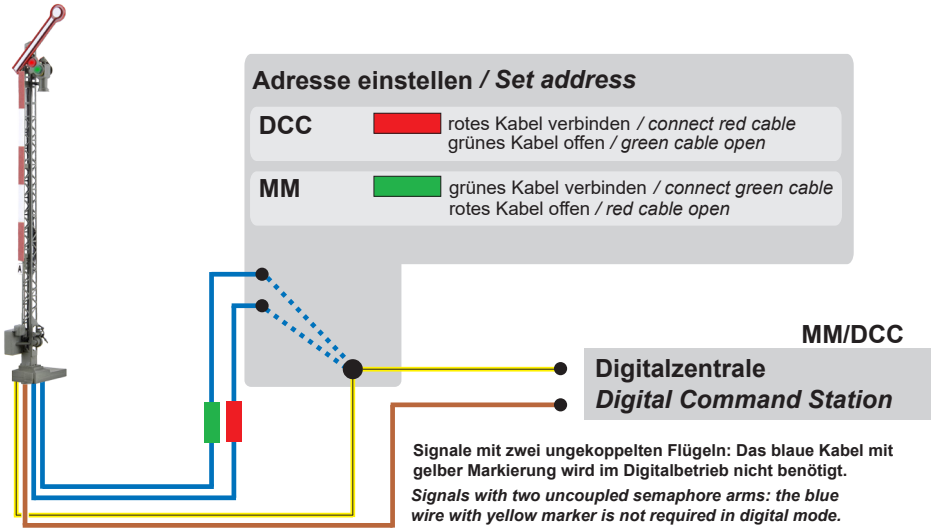 Adresse einstellen / Set address
DCC
rotes Kabel verbinden / connect red cable
grünes Kabel offen / green cable open
MM
grünes Kabel verbinden / connect green cable
rotes Kabel offen / red cable open
A
MM/DCC
Digitalzentrale
Digital Command Station
Signale mit zwei ungekoppelten Flügeln: Das blaue Kabel mit
gelber Markierung wird im Digitalbetrieb nicht benötigt.
Signals with two uncoupled semaphore arms: the blue
wire with yellow marker is not required in digital mode.